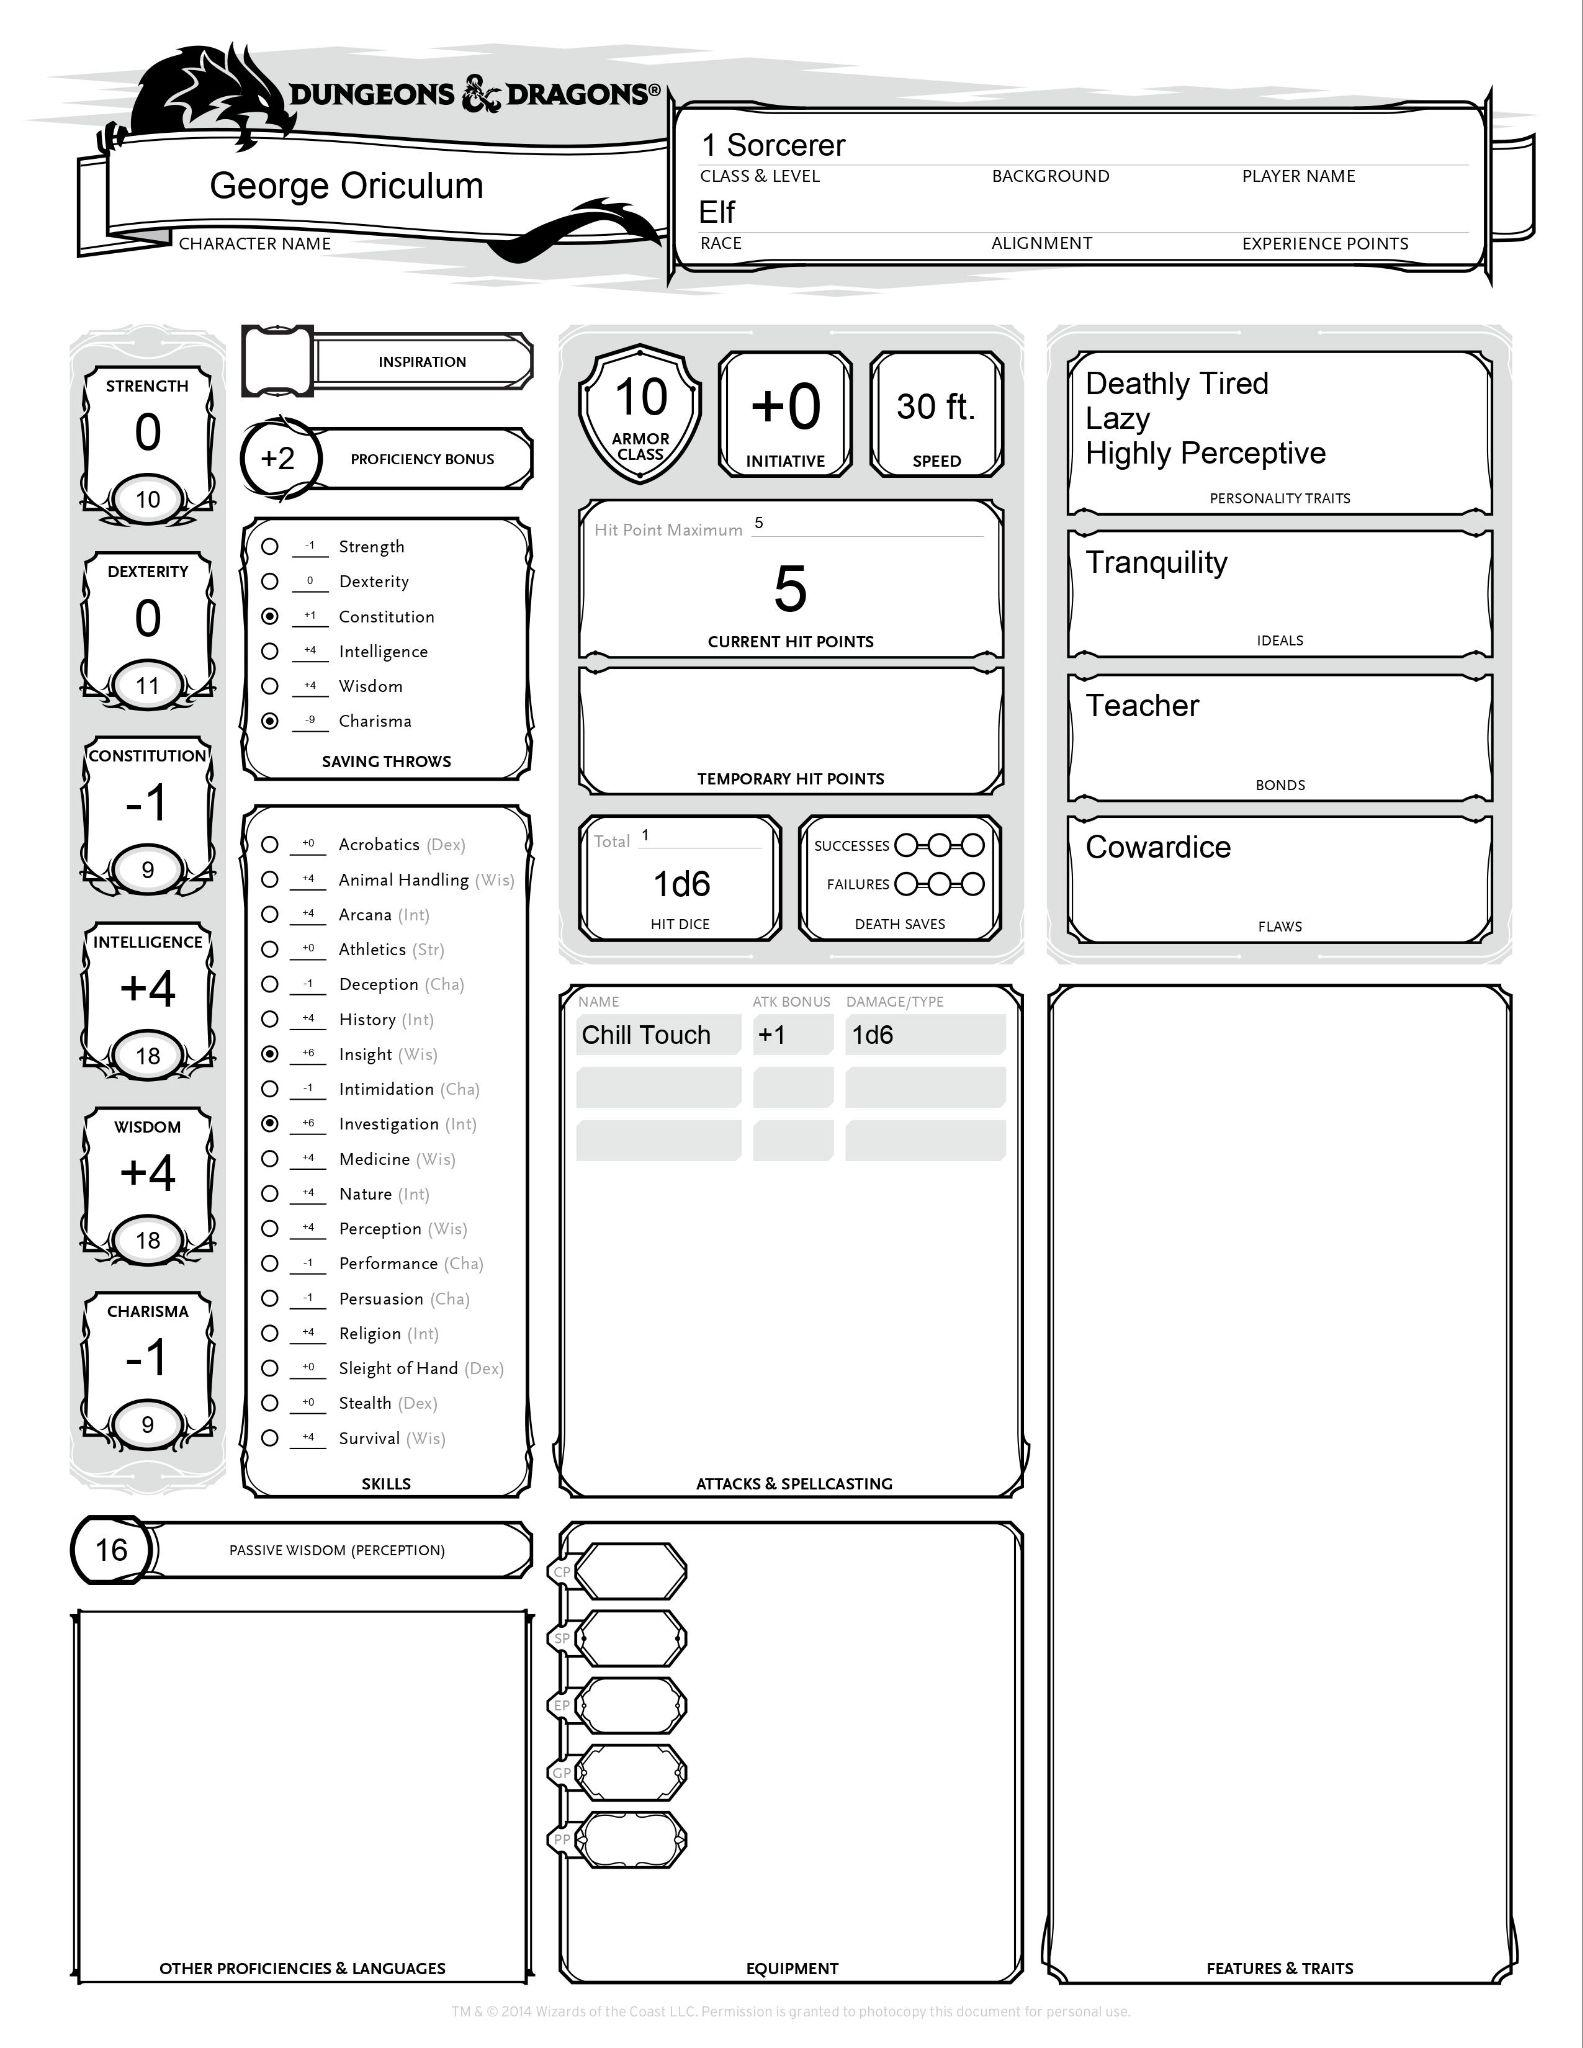 DUNGEONS & DRAGONS®
George Oriculum
CHARACTER NAME
1 Sorcerer
CLASS & LEVEL BACKGROUND PLAYER NAME
Elf
RACE ALIGNMENT EXPERIENCE POINTS
STRENGTH
0
10
DEXTERITY
0
11
CONSTITUTION
-1
9
INTELLIGENCE
+4
18
WISDOM
+4
18
CHARISMA
-1
9
INSPIRATION
+2 PROFICIENCY BONUS
-1 Strength
0 Dexterity
+1 Constitution
+4 Intelligence
+4 Wisdom
-9 Charisma
SAVING THROWS
+0 Acrobatics (Dex)
+4 Animal Handling (Wis)
+4 Arcana (Int)
+0 Athletics (Str)
-1 Deception (Cha)
+4 History (Int)
+6 Insight (Wis)
-1 Intimidation (Cha)
+6 Investigation (Int)
+4 Medicine (Wis)
+4 Nature (Int)
+4 Perception (Wis)
-1 Performance (Cha)
-1 Persuasion (Cha)
+4 Religion (Int)
+0 Sleight of Hand (Dex)
+0 Stealth (Dex)
+4 Survival (Wis)
SKILLS
16 PASSIVE WISDOM (PERCEPTION)
OTHER PROFICIENCIES & LANGUAGES
10
ARMOR
CLASS
+0
INITIATIVE
30 ft.
SPEED
Hit Point Maximum 5
5
CURRENT HIT POINTS
TEMPORARY HIT POINTS
Total 1
1d6
HIT DICE
SUCCESSES
FAILURES
DEATH SAVES
NAME ATK BONUS DAMAGE/TYPE
Chill Touch +1 1d6
ATTACKS & SPELLCASTING
CP
SP
EP
GP
PP
EQUIPMENT
Deathly Tired
Lazy
Highly Perceptive
PERSONALITY TRAITS
Tranquility
IDEALS
Teacher
BONDS
Cowardice
FLAWS
FEATURES & TRAITS
TM & © 2014 Wizards of the Coast LLC. Permission is granted to photocopy this document for personal use.